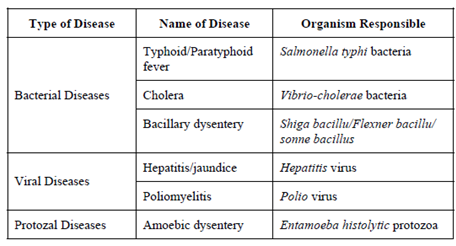 Type of Disease Name of Disease Organism Responsible
Bacterial Diseases
Typhoid/Paratyphoid
fever
Salmonella typhi bacteria
Cholera Vibrio-cholerae bacteria
Bacillary dysentery
Shiga bacillu/Flexner bacillu/
sonne bacillus
Viral Diseases
Hepatitis/jaundice Hepatitis virus
Poliomyelitis Polio virus
Protozal Diseases Amoebic dysentery Entamoeba histolytic protozoa